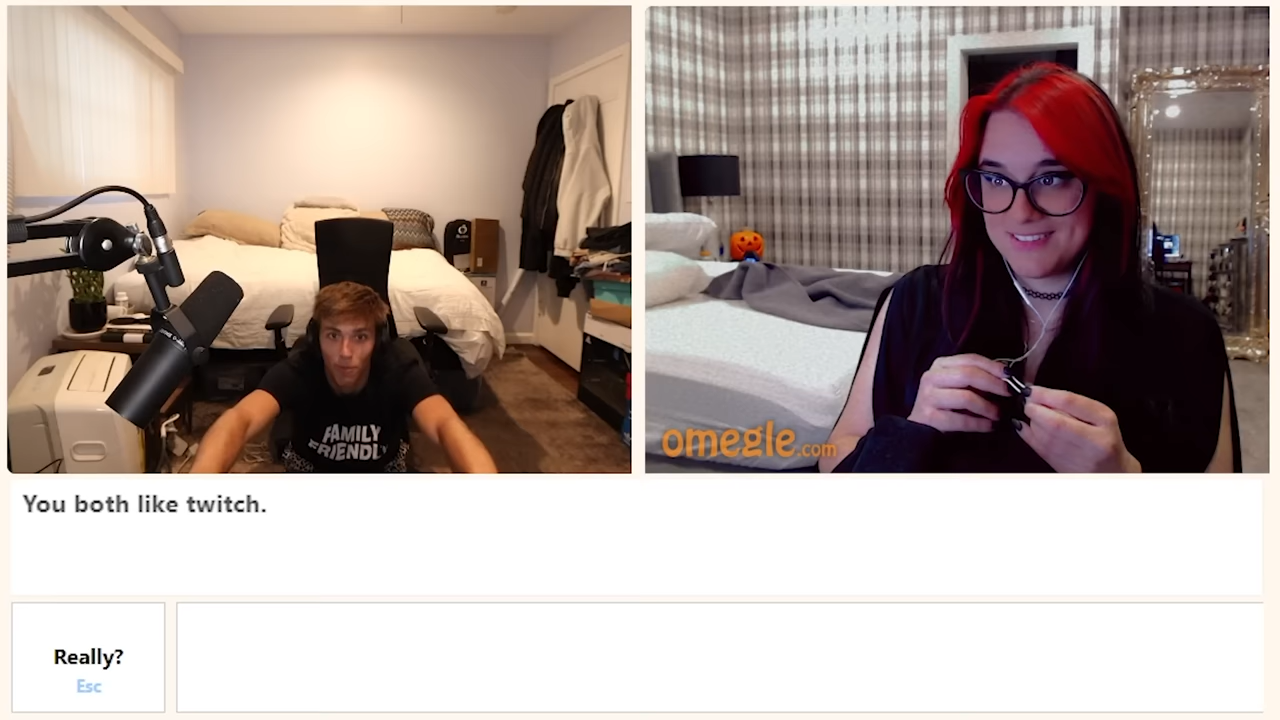 FAMILY
FRIENDLY
omegle.com
You both like twitch.
Really?
Esc